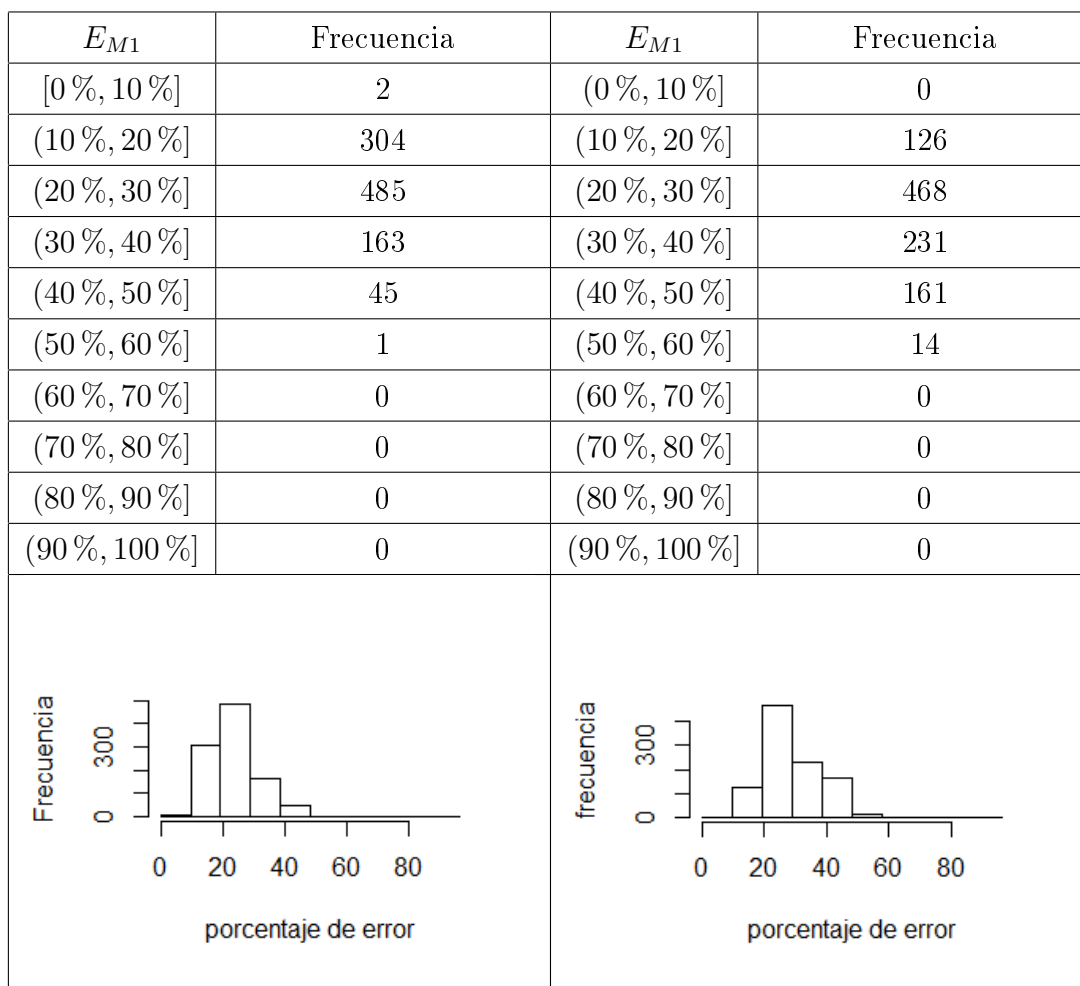 E_{M1} Frecuencia E_{M1} Frecuencia
[0 %, 10 %] 2 (0 %, 10 %] 0
(10 %, 20 %] 304 (10 %, 20 %] 126
(20 %, 30 %] 485 (20 %, 30 %] 468
(30 %, 40 %] 163 (30 %, 40 %] 231
(40 %, 50 %] 45 (40 %, 50 %] 161
(50 %, 60 %] 1 (50 %, 60 %] 14
(60 %, 70 %] 0 (60 %, 70 %] 0
(70 %, 80 %] 0 (70 %, 80 %] 0
(80 %, 90 %] 0 (80 %, 90 %] 0
(90 %, 100 %] 0 (90 %, 100 %] 0
Frecuencia
0 300
0 20 40 60 80
porcentaje de error
frecuencia
0 300
0 20 40 60 80
porcentaje de error